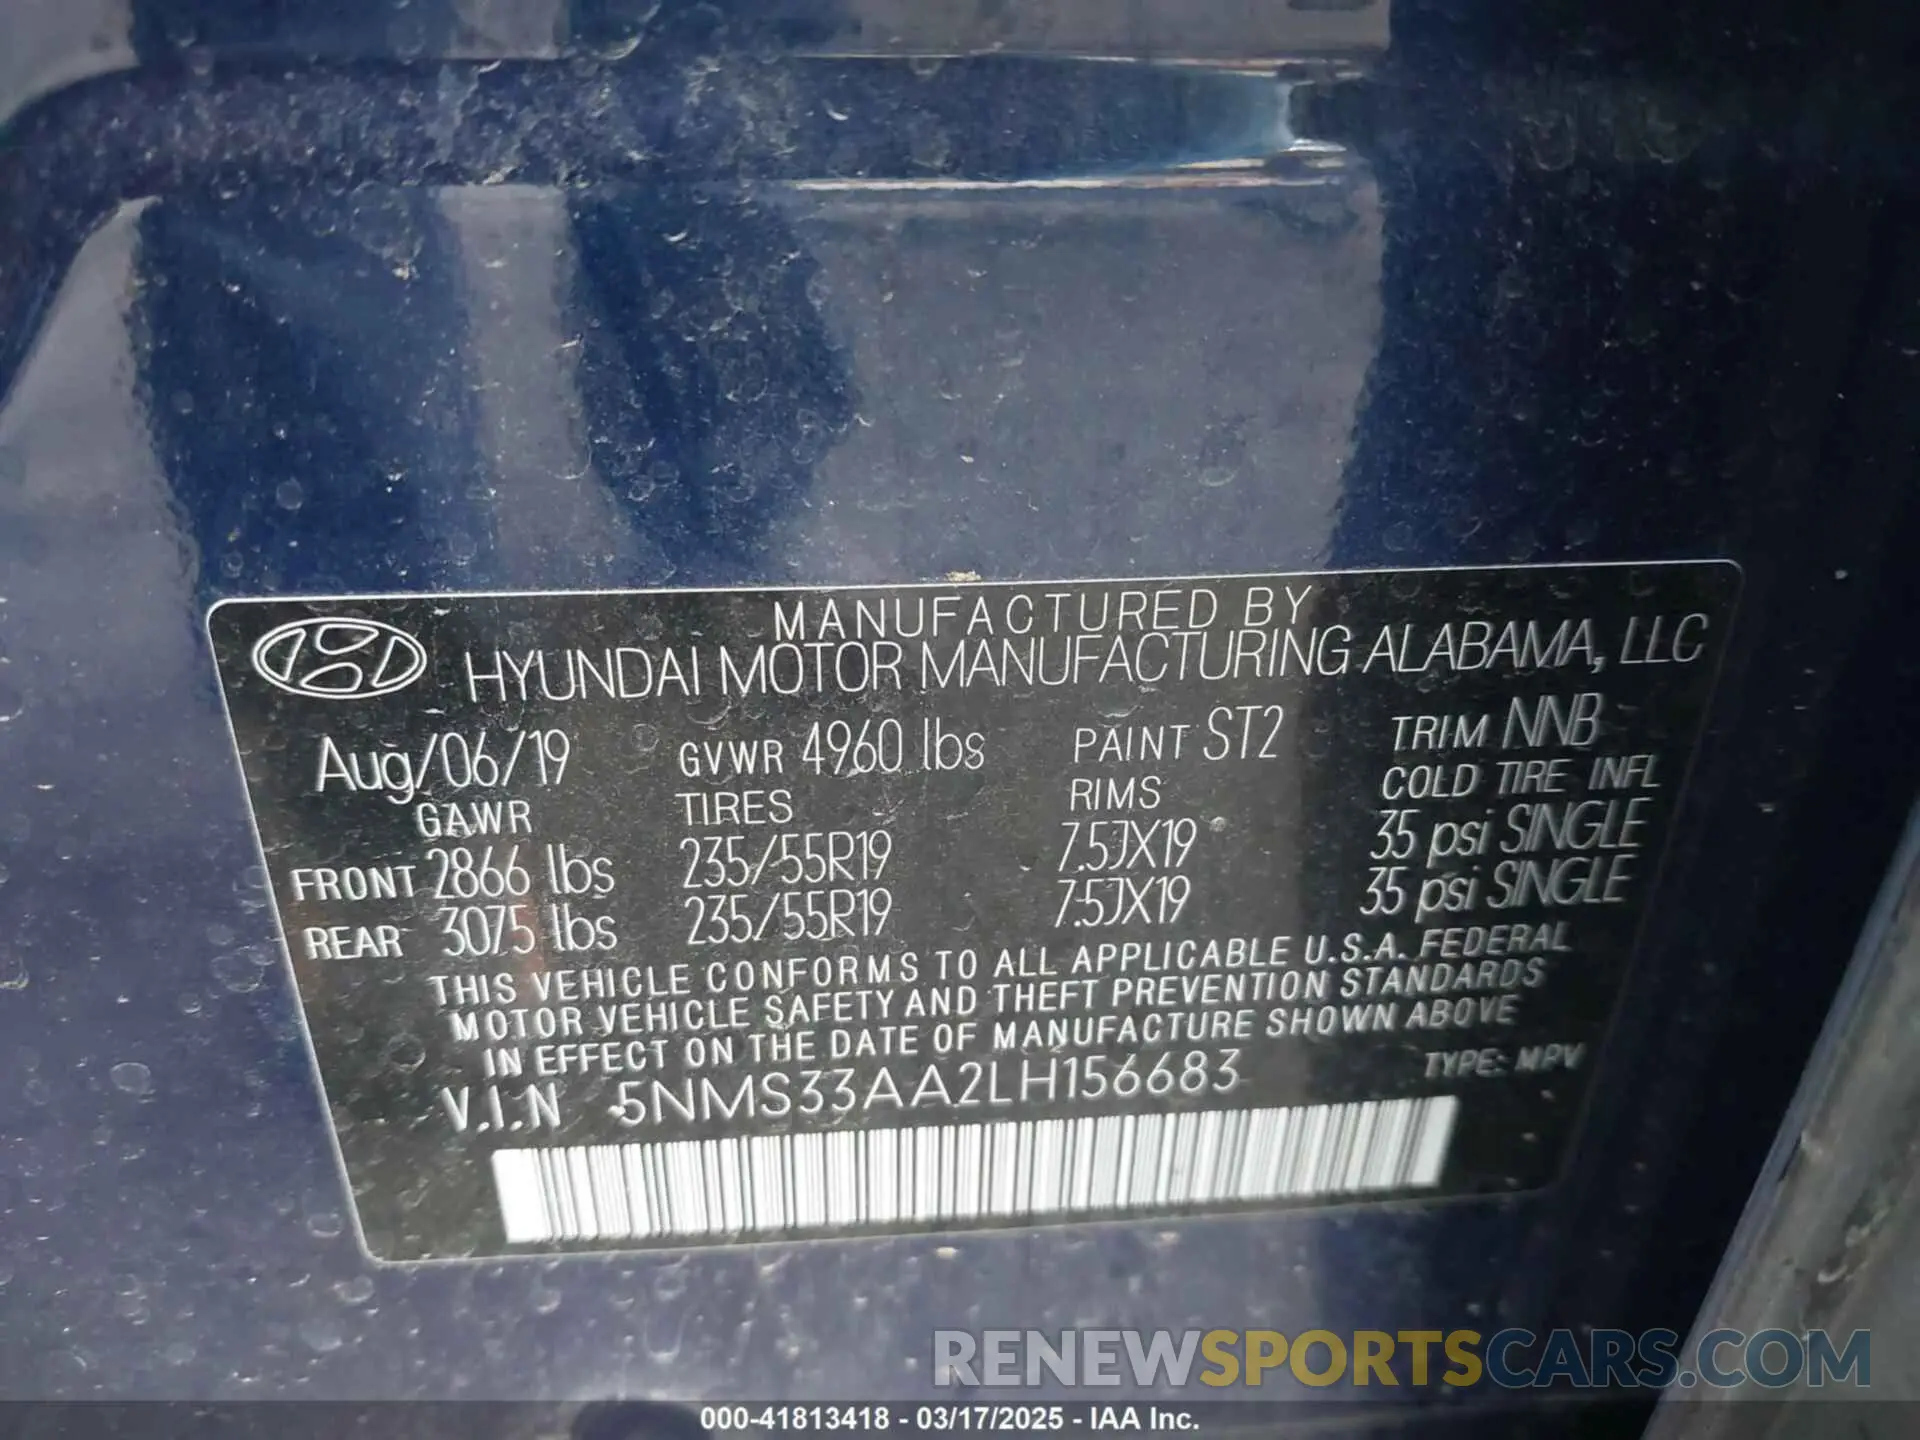 MANUFACTURED BY
HYUNDAI MOTOR MANUFACTURING ALABAMA, LLC
Aug/06/19 GVWR 4960 lbs PAINT ST2 TRIM NNB
GAWR TIRES RIMS COLD TIRE INFL
FRONT 2866 lbs 235/55R19 7.5JX19 35 psi SINGLE
REAR 3075 lbs 235/55R19 7.5JX19 35 psi SINGLE
THIS VEHICLE CONFORMS TO ALL APPLICABLE U.S.A. FEDERAL
MOTOR VEHICLE SAFETY AND THEFT PREVENTION STANDARDS
IN EFFECT ON THE DATE OF MANUFACTURE SHOWN ABOVE
V.I.N 5NMS33AA2LH156683 TYPE: MPV
RENEWSPORTSCARS.COM
000-41813418 - 03/17/2025 - IAA Inc.